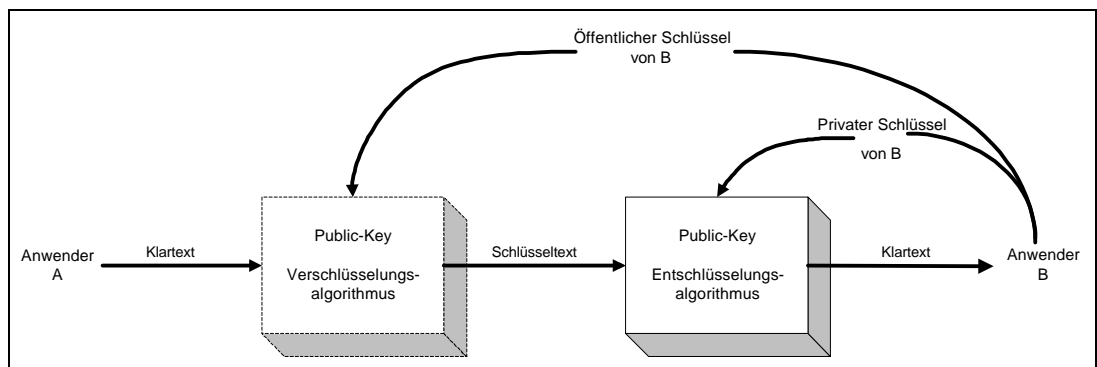 Öffentlicher Schlüssel
von B
Privater Schlüssel
von B
Anwender
A
Klartext
Public-Key
Verschlüsselungs-
algorithmus
Schlüsseltext
Public-Key
Entschlüsselungs-
algorithmus
Klartext
Anwender
B